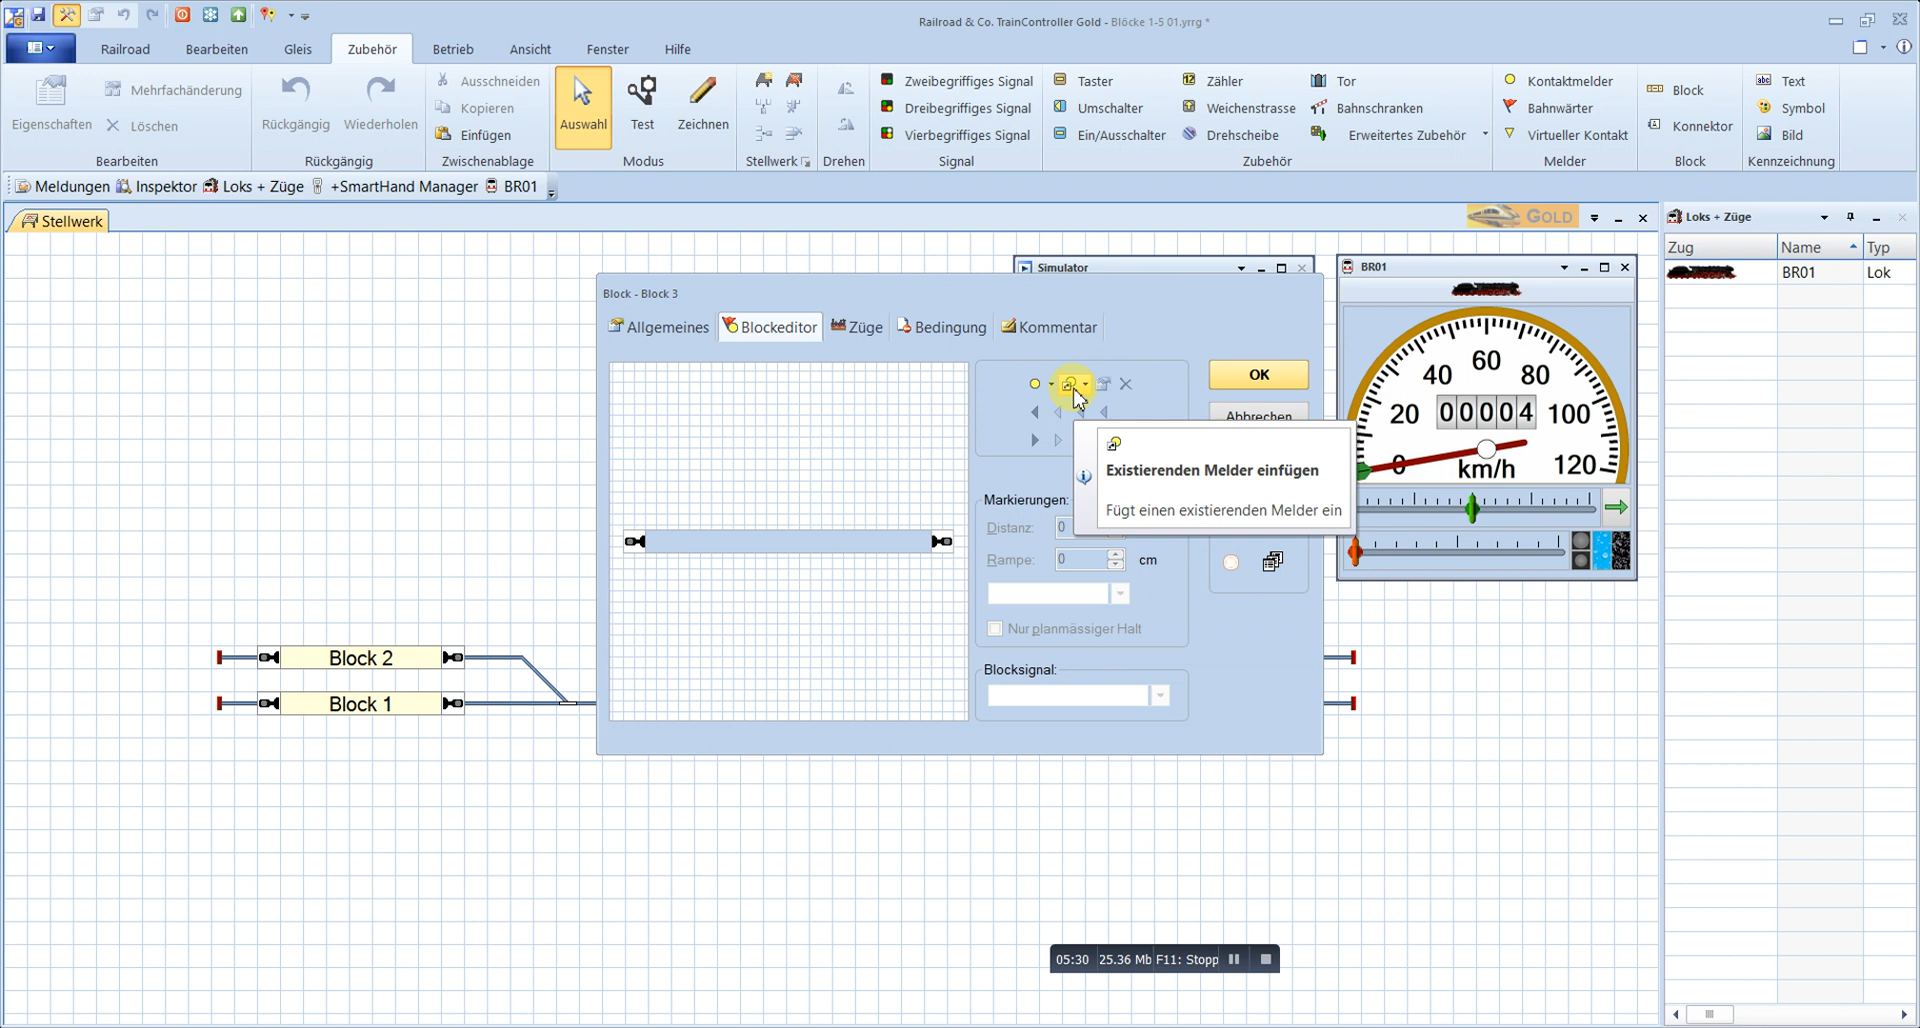 Railroad & Co. TrainController Gold - Blöcke 1-5 01.yrrg *
Railroad
Bearbeiten
Gleis
Zubehör
Betrieb
Ansicht
Fenster
Hilfe
Eigenschaften
Mehrfachänderung
Löschen
Bearbeiten
Rückgängig
Wiederholen
Rückgängig
Ausschneiden
Kopieren
Einfügen
Zwischenablage
Auswahl
Test
Zeichnen
Modus
Stellwerk
Drehen
Zweibegriffiges Signal
Dreibegriffiges Signal
Vierbegriffiges Signal
Signal
Taster
Umschalter
Ein/Ausschalter
Zähler
Weichenstrasse
Drehscheibe
Tor
Bahnschranken
Erweitertes Zubehör
Zubehör
Kontaktmelder
Bahnwärter
Virtueller Kontakt
Melder
Block
Konnektor
Block
Text
Symbol
Bild
Kennzeichnung
Meldungen
Inspektor
Loks + Züge
+SmartHand Manager
BR01
Stellwerk
GOLD
Loks + Züge
Zug
Name
Typ
BR01
Lok
Simulator
BR01
0 20 40 60 80 100 120
00004
km/h
Block - Block 3
Allgemeines
Blockeditor
Züge
Bedingung
Kommentar
OK
Abbrechen
Existierenden Melder einfügen
Fügt einen existierenden Melder ein
Markierungen:
Distanz:
0
Rampe:
0
cm
Nur planmässiger Halt
Blocksignal:
Block 2
Block 1
05:30
25.36 Mb
F11: Stopp